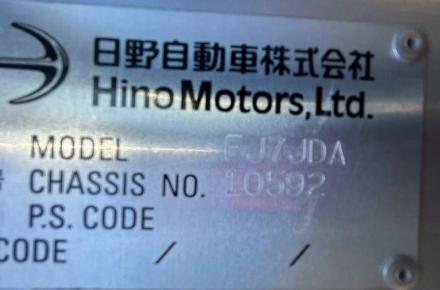 日野自動車株式会社
Hino Motors, Ltd.
MODEL FJ7JDA
CHASSIS NO. 10592
P.S. CODE
CODE / /